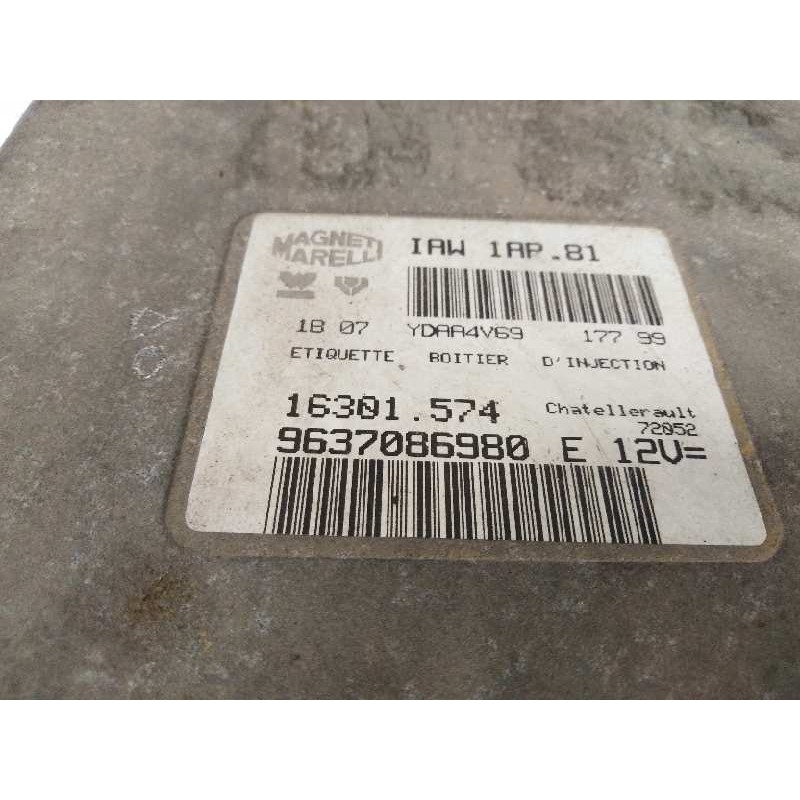 MAGNETI
MARELLI
IAW 1AP.81
1B 07 YDAA4V69 177 99
ETIQUETTE BOITIER D'INJECTION
16301.574 Chatellerault
72052
9637086980 E 12V=